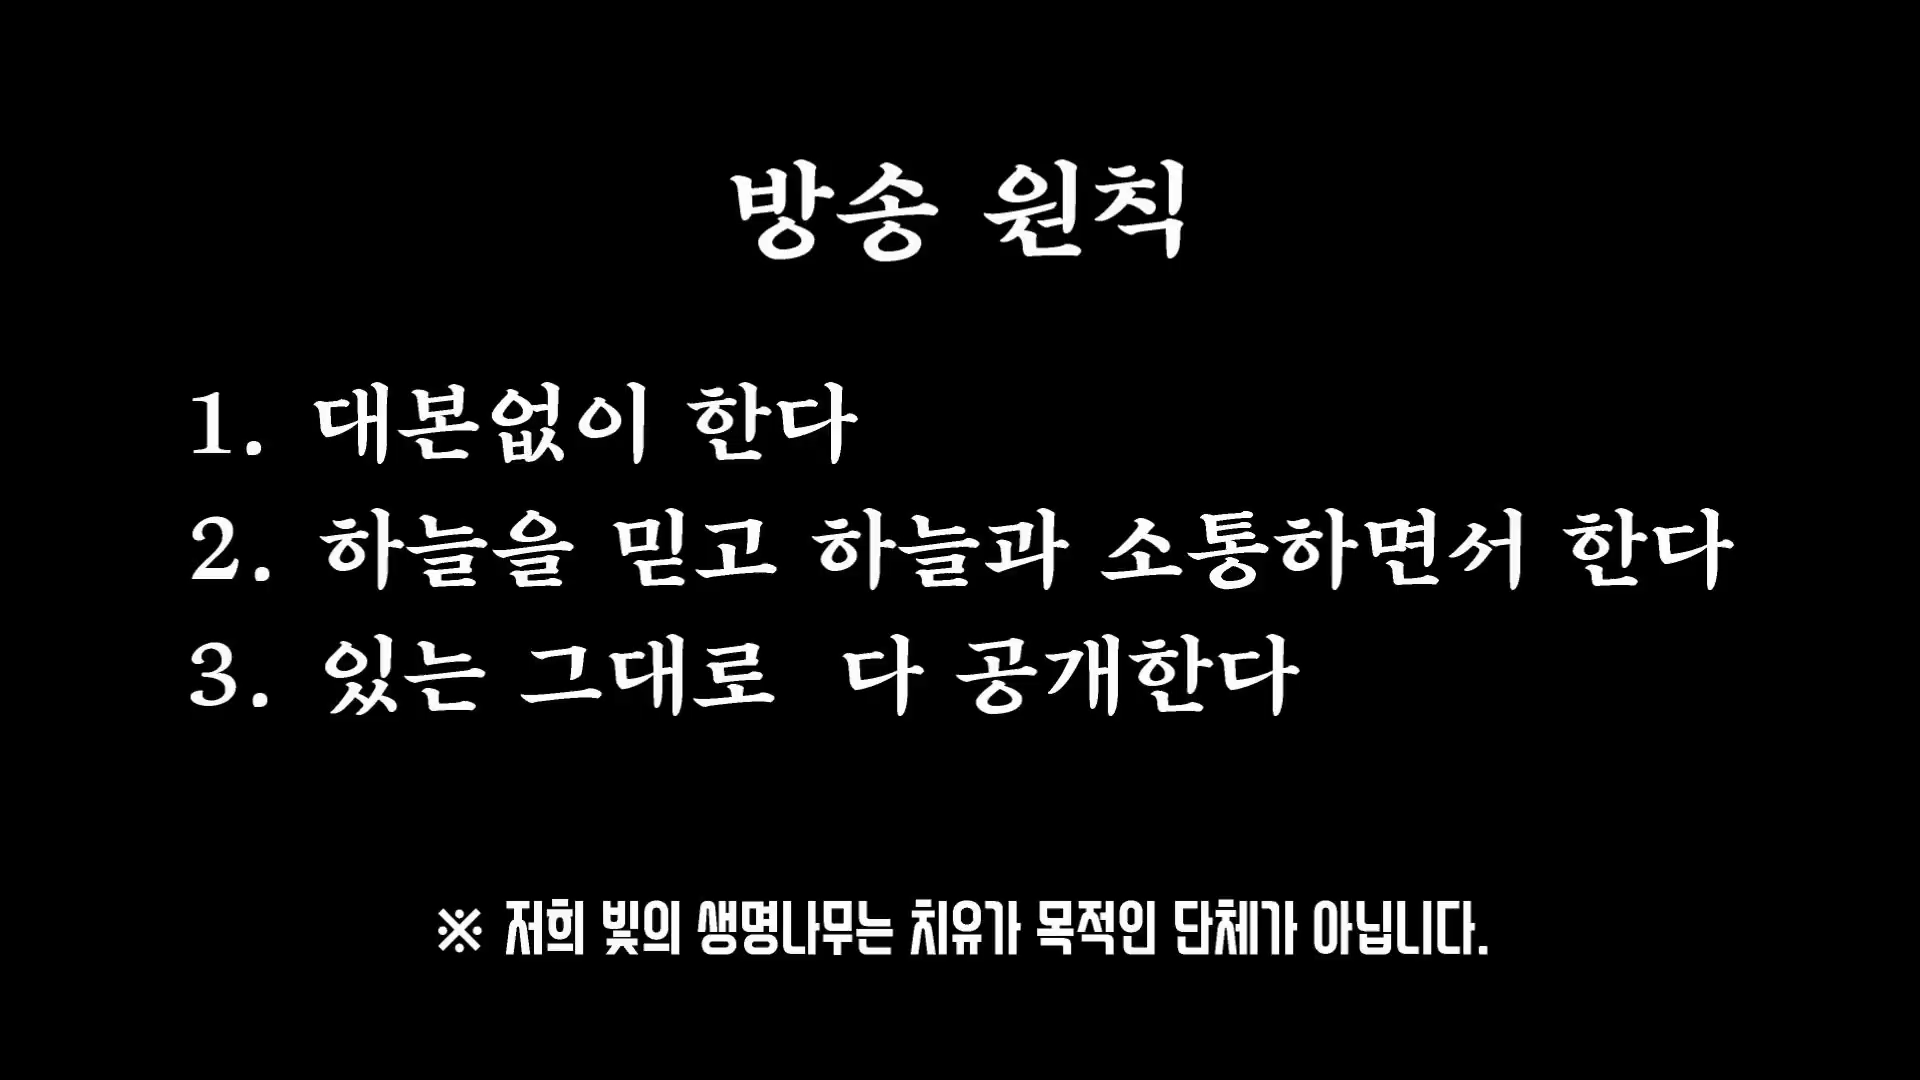 방송 원칙
1. 대본없이 한다
2. 하늘을 믿고 하늘과 소통하면서 한다
3. 있는 그대로 다 공개한다
※ 저희 빛의 생명나무는 치유가 목적인 단체가 아닙니다.